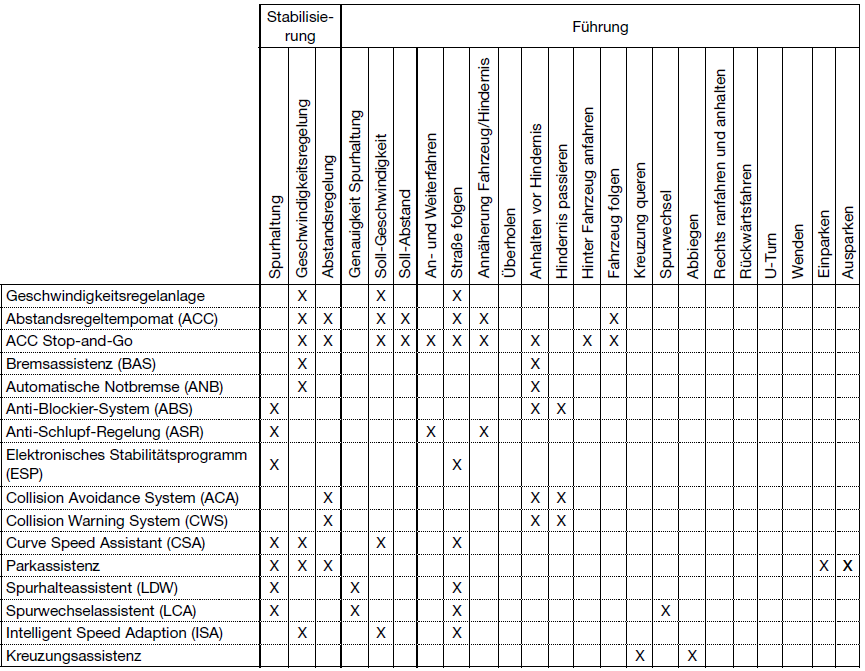 Stabilisie-
rung
Führung
Spurhaltung
Geschwindigkeitsregelung
Abstandsregelung
Genauigkeit Spurhaltung
Soll-Geschwindigkeit
Soll-Abstand
An- und Weiterfahren
Straße folgen
Annäherung Fahrzeug/Hindernis
Überholen
Anhalten vor Hindernis
Hindernis passieren
Hinter Fahrzeug anfahren
Fahrzeug folgen
Kreuzung queren
Spurwechsel
Abbiegen
Rechts ranfahren und anhalten
Rückwärtsfahren
U-Turn
Wenden
Einparken
Ausparken
Geschwindigkeitsregelanlage X X X
Abstandsregeltempomat (ACC) X X X X X X X
ACC Stop-and-Go X X X X X X X X X X
Bremsassistenz (BAS) X X
Automatische Notbremse (ANB) X X
Anti-Blockier-System (ABS) X X X
Anti-Schlupf-Regelung (ASR) X X X
Elektronisches Stabilitätsprogramm
(ESP) X X
Collision Avoidance System (ACA) X X X
Collision Warning System (CWS) X X X
Curve Speed Assistant (CSA) X X X X
Parkassistenz X X X X X
Spurhalteassistent (LDW) X X X
Spurwechselassistent (LCA) X X X X
Intelligent Speed Adaption (ISA) X X X
Kreuzungsassistenz X X